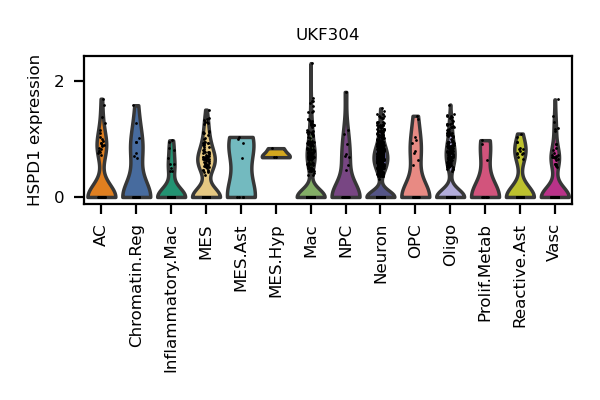 UKF304
HSPD1 expression
2
0
AC
Chromatin.Reg
Inflammatory.Mac
MES
MES.Ast
MES.Hyp
Mac
NPC
Neuron
OPC
Oligo
Prolif.Metab
Reactive.Ast
Vasc